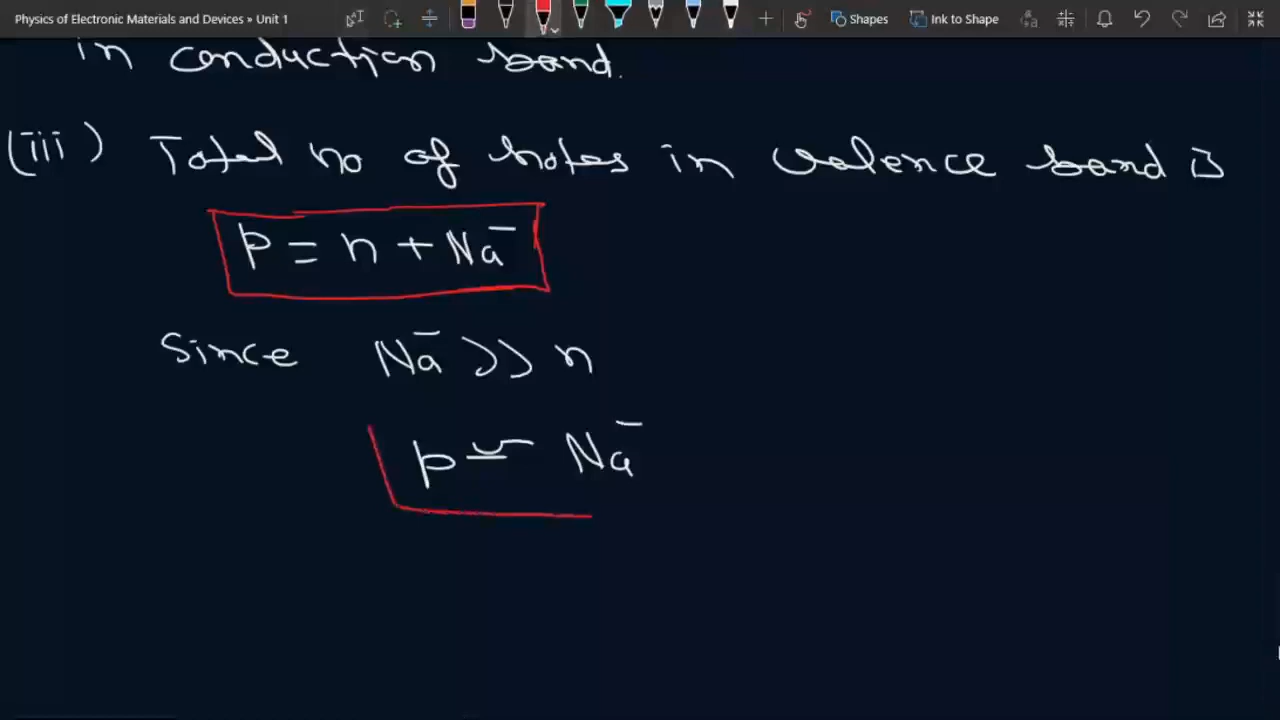 Physics of Electronic Materials and Devices » Unit 1
Shapes
Ink to Shape
in conduction band.
(iii) Total no of holes in valence band is
p = n + Na⁻
Since Na⁻ >> n
p ≃ Na⁻